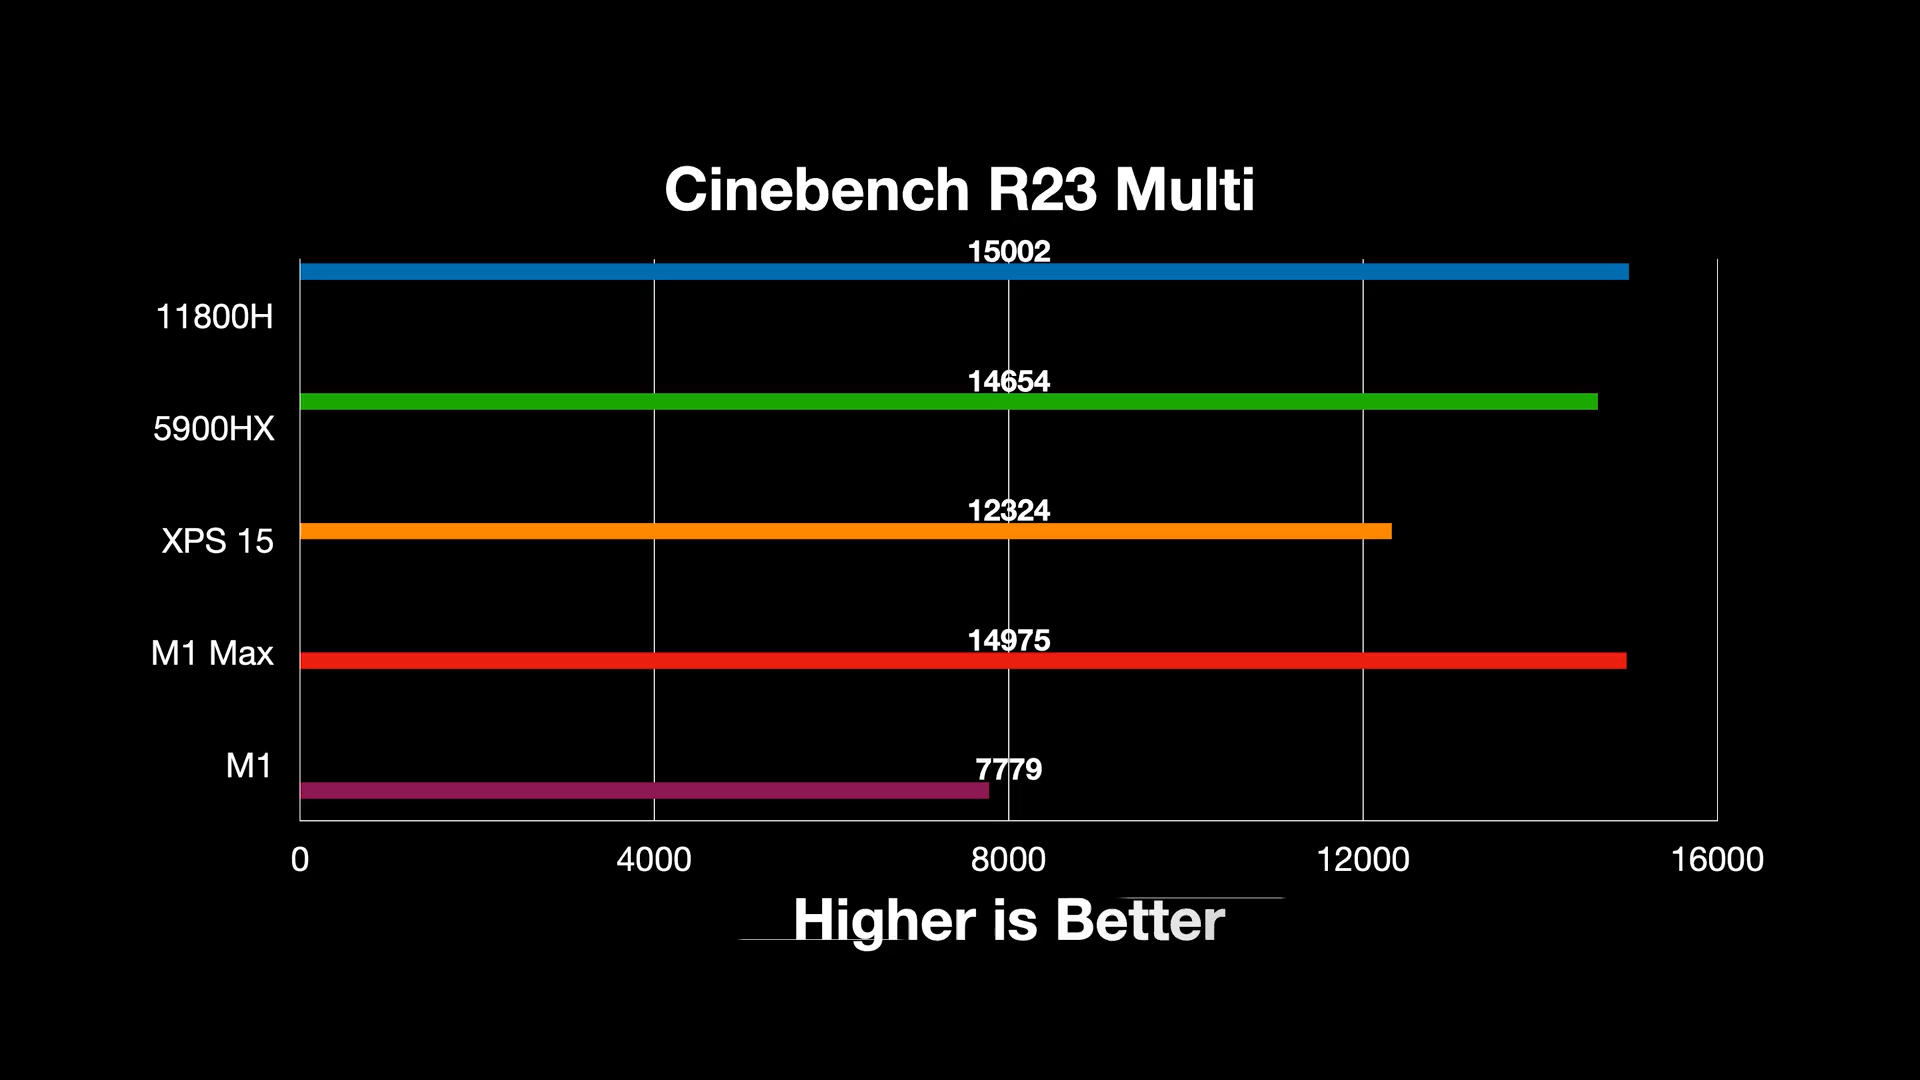 Cinebench R23 Multi
15002
11800H
14654
5900HX
12324
XPS 15
14975
M1 Max
M1
7779
0 4000 8000 12000 16000
Higher is Better